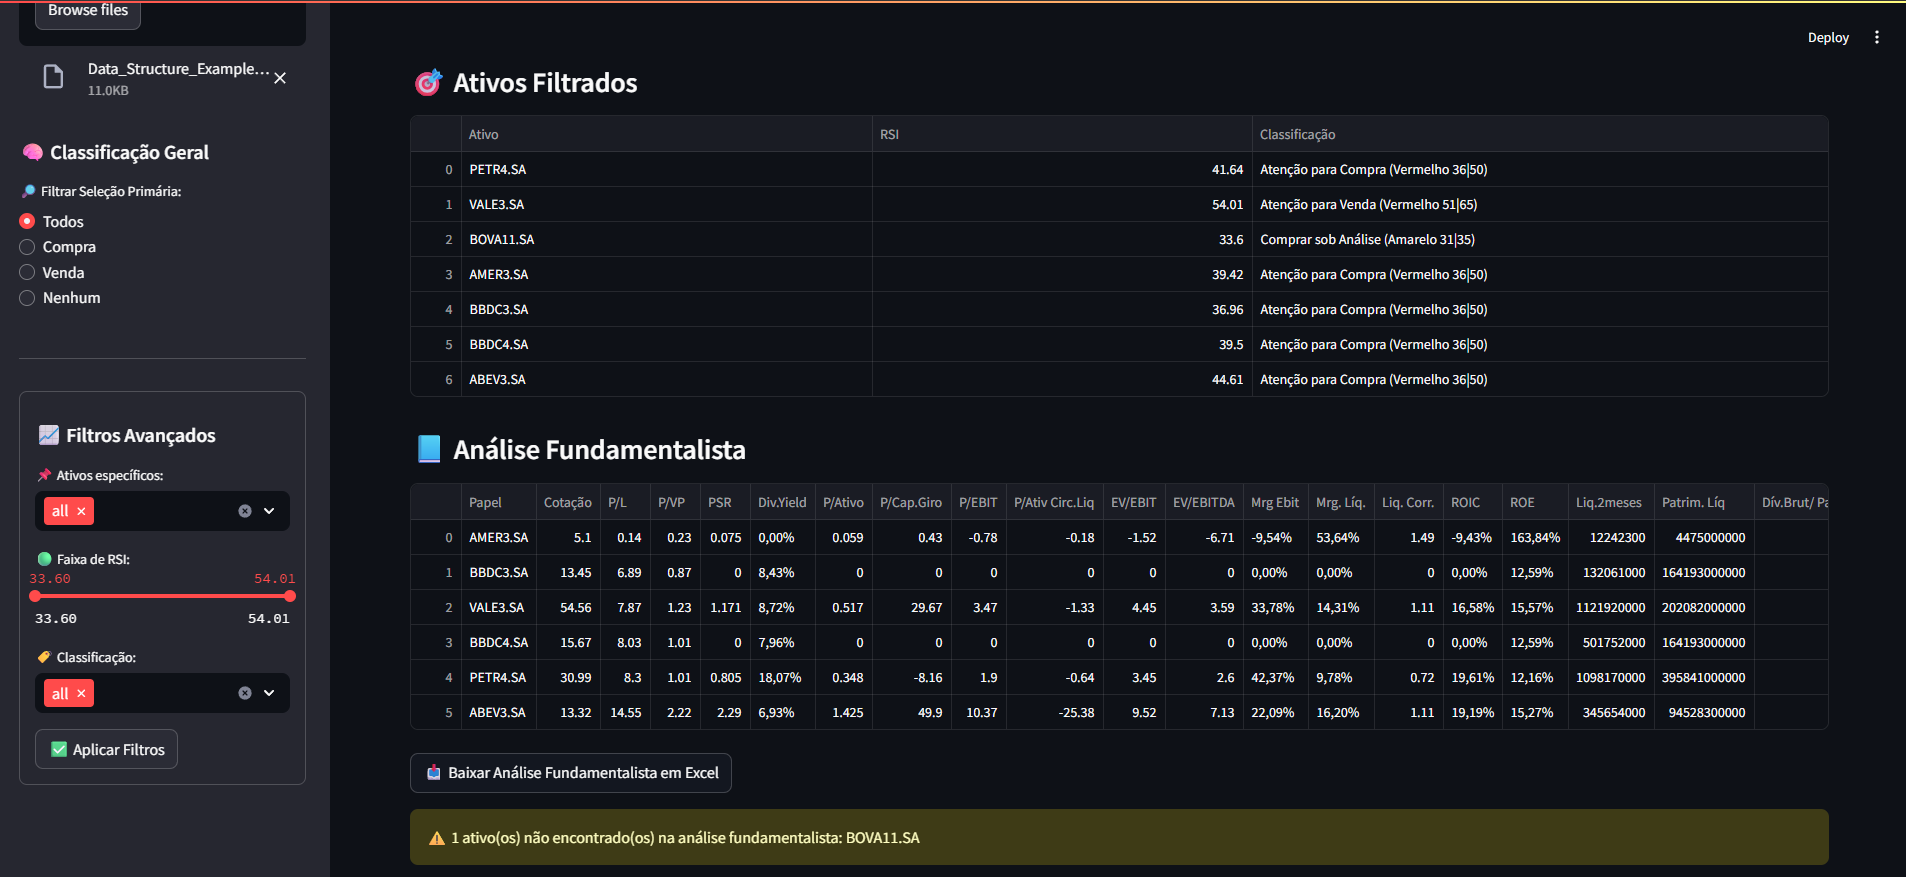 Browse files
Data_Structure_Example...
11.0KB
Classificação Geral
Filtrar Seleção Primária:
Todos
Compra
Venda
Nenhum
Filtros Avançados
Ativos específicos:
all
Faixa de RSI:
33.60 54.01
33.60 54.01
Classificação:
all
Aplicar Filtros
Deploy
Ativos Filtrados
Ativo RSI Classificação
0 PETR4.SA 41.64 Atenção para Compra (Vermelho 36|50)
1 VALE3.SA 54.01 Atenção para Venda (Vermelho 51|65)
2 BOVA11.SA 33.6 Comprar sob Análise (Amarelo 31|35)
3 AMER3.SA 39.42 Atenção para Compra (Vermelho 36|50)
4 BBDC3.SA 36.96 Atenção para Compra (Vermelho 36|50)
5 BBDC4.SA 39.5 Atenção para Compra (Vermelho 36|50)
6 ABEV3.SA 44.61 Atenção para Compra (Vermelho 36|50)
Análise Fundamentalista
Papel Cotação P/L P/VP PSR Div.Yield P/Ativo P/Cap.Giro P/EBIT P/Ativ Circ.Liq EV/EBIT EV/EBITDA Mrg Ebit Mrg. Líq. Liq. Corr. ROIC ROE Liq.2meses Patrim. Líq Dív.Brut/ Pa
0 AMER3.SA 5.1 0.14 0.23 0.075 0,00% 0.059 0.43 -0.78 -0.18 -1.52 -6.71 -9,54% 53,64% 1.49 -9,43% 163,84% 12242300 4475000000
1 BBDC3.SA 13.45 6.89 0.87 0 8,43% 0 0 0 0 0 0 0,00% 0,00% 0 0,00% 12,59% 132061000 164193000000
2 VALE3.SA 54.56 7.87 1.23 1.171 8,72% 0.517 29.67 3.47 -1.33 4.45 3.59 33,78% 14,31% 1.11 16,58% 15,57% 1121920000 202082000000
3 BBDC4.SA 15.67 8.03 1.01 0 7,96% 0 0 0 0 0 0 0,00% 0,00% 0 0,00% 12,59% 501752000 164193000000
4 PETR4.SA 30.99 8.3 1.01 0.805 18,07% 0.348 -8.16 1.9 -0.64 3.45 2.6 42,37% 9,78% 0.72 19,61% 12,16% 1098170000 395841000000
5 ABEV3.SA 13.32 14.55 2.22 2.29 6,93% 1.425 49.9 10.37 -25.38 9.52 7.13 22,09% 16,20% 1.11 19,19% 15,27% 345654000 94528300000
Baixar Análise Fundamentalista em Excel
1 ativo(os) não encontrado(os) na análise fundamentalista: BOVA11.SA